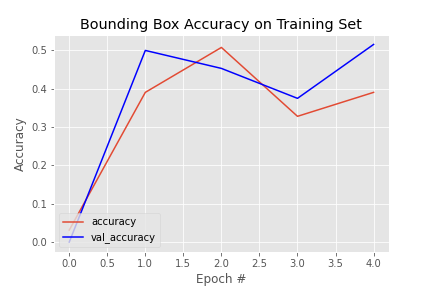 Bounding Box Accuracy on Training Set
Accuracy
0.5
0.4
0.3
0.2
0.1
0.0
accuracy
val_accuracy
0.0 0.5 1.0 1.5 2.0 2.5 3.0 3.5 4.0
Epoch #